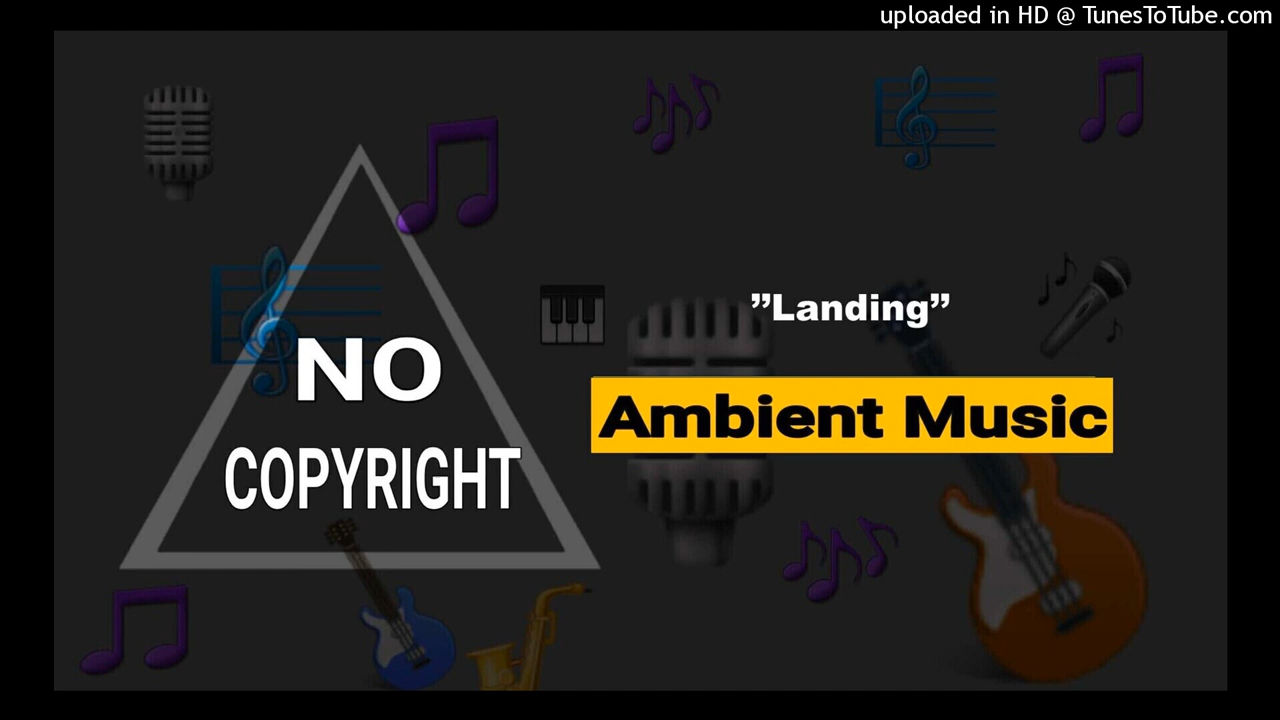 uploaded in HD @ TunesToTube.com
NO
COPYRIGHT
”Landing”
Ambient Music